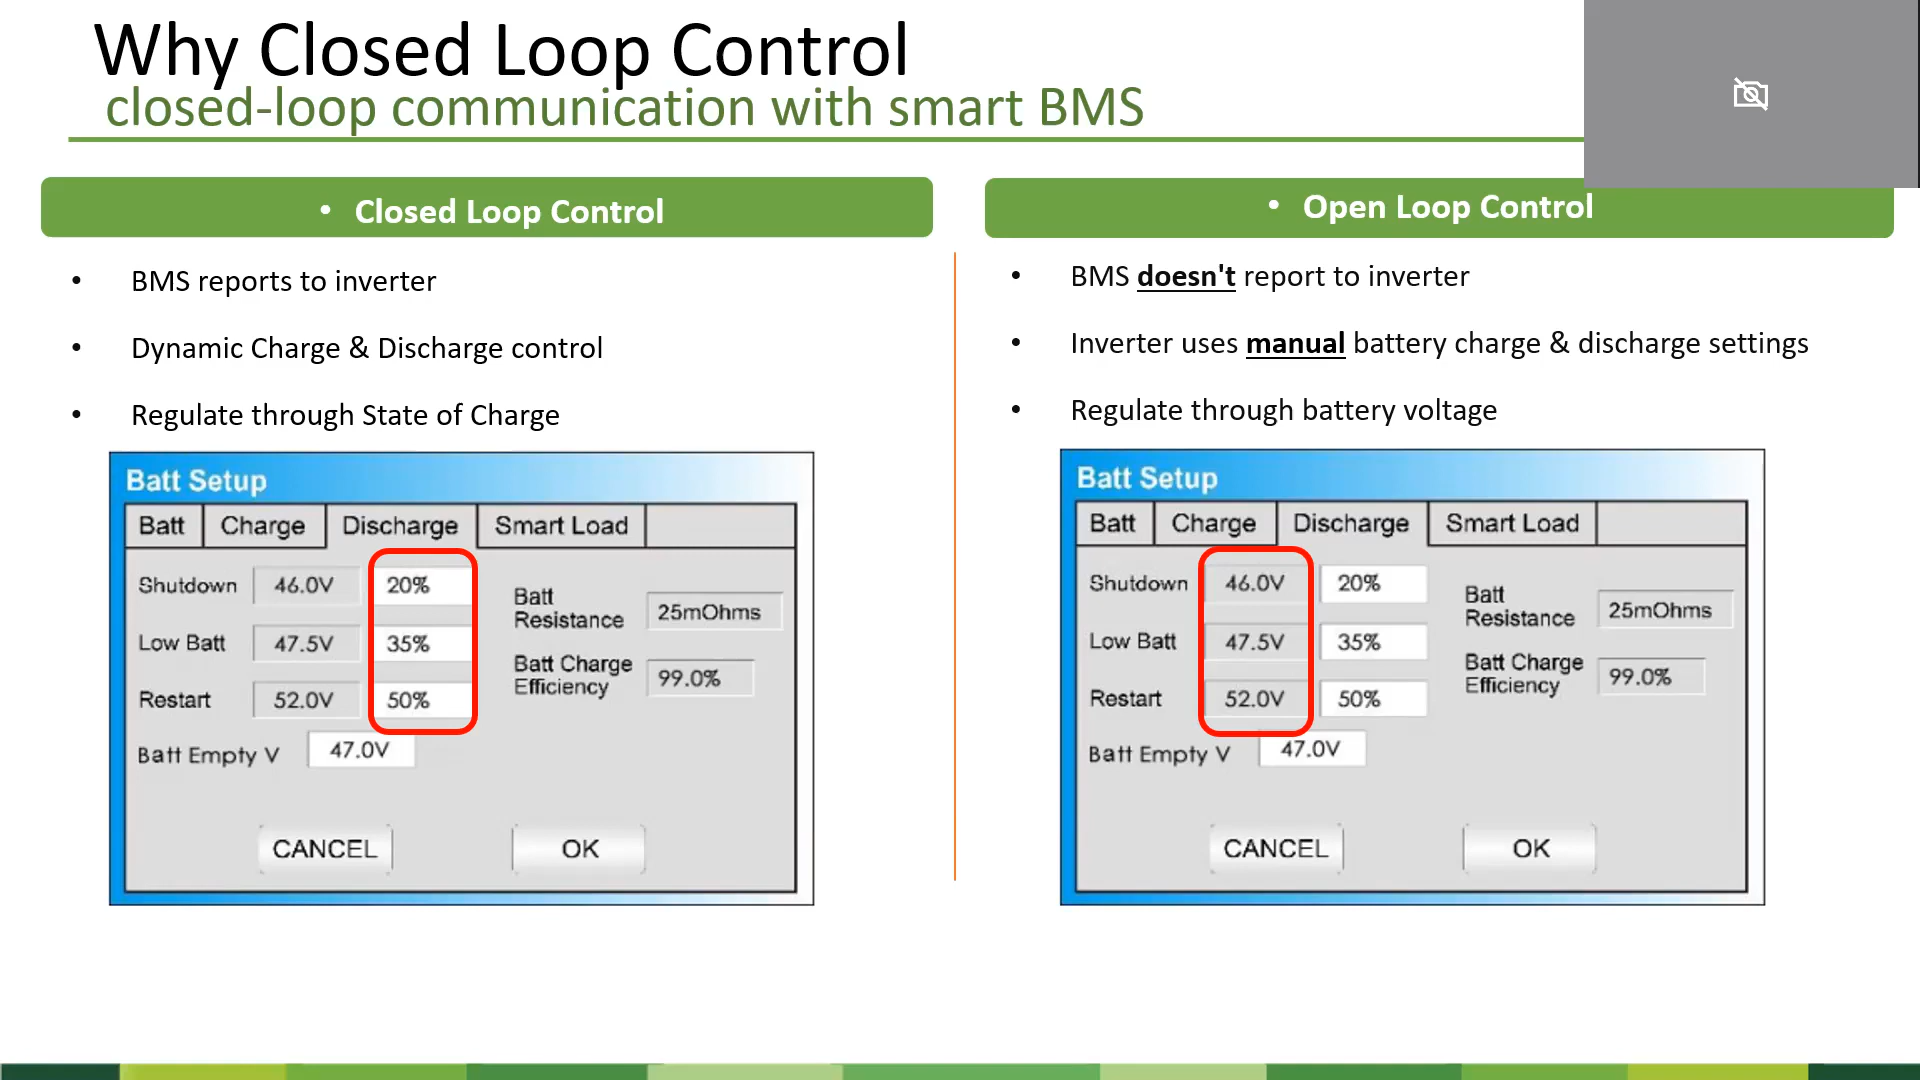 Why Closed Loop Control
closed-loop communication with smart BMS
• Closed Loop Control
• BMS reports to inverter
• Dynamic Charge & Discharge control
• Regulate through State of Charge
Batt Setup
Batt Charge Discharge Smart Load
Shutdown 46.0V 20%
Low Batt 47.5V 35%
Restart 52.0V 50%
Batt Empty V 47.0V
Batt
Resistance 25mOhms
Batt Charge
Efficiency 99.0%
CANCEL OK
• Open Loop Control
• BMS doesn't report to inverter
• Inverter uses manual battery charge & discharge settings
• Regulate through battery voltage
Batt Setup
Batt Charge Discharge Smart Load
Shutdown 46.0V 20%
Low Batt 47.5V 35%
Restart 52.0V 50%
Batt Empty V 47.0V
Batt
Resistance 25mOhms
Batt Charge
Efficiency 99.0%
CANCEL OK